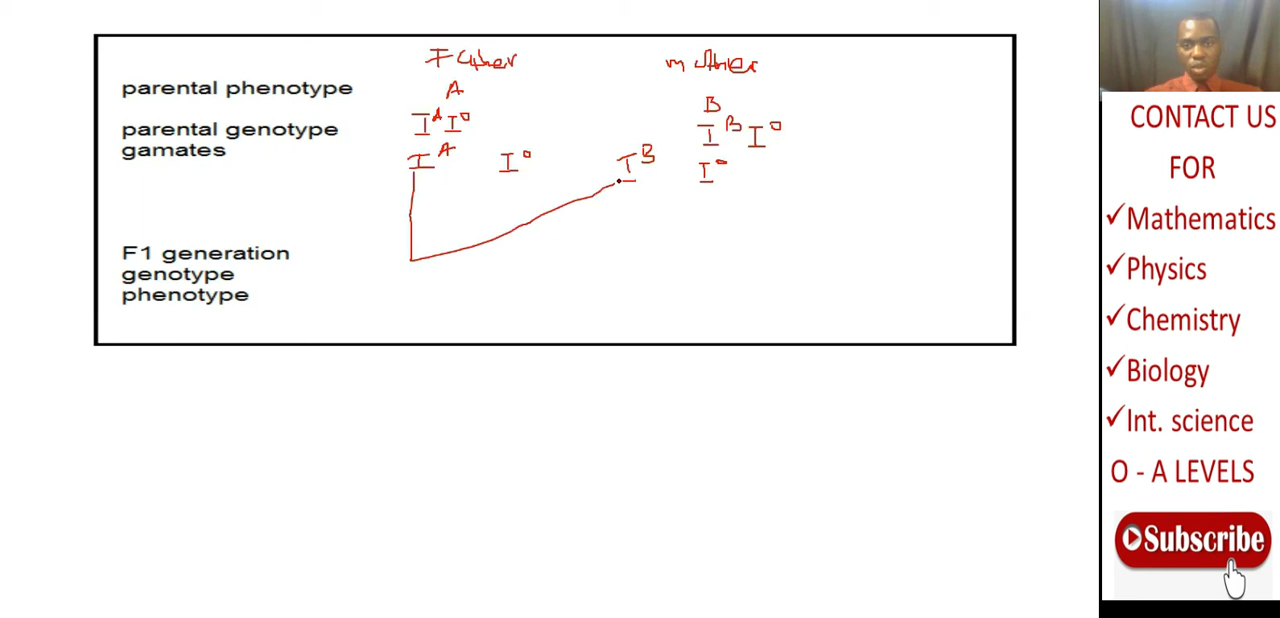 Father mother
parental phenotype A B
parental genotype I^A I^o I^B I^o
gamates I^A I^o I^B I^o
F1 generation
genotype
phenotype
CONTACT US
FOR
✓Mathematics
✓Physics
✓Chemistry
✓Biology
✓Int. science
O - A LEVELS
Subscribe